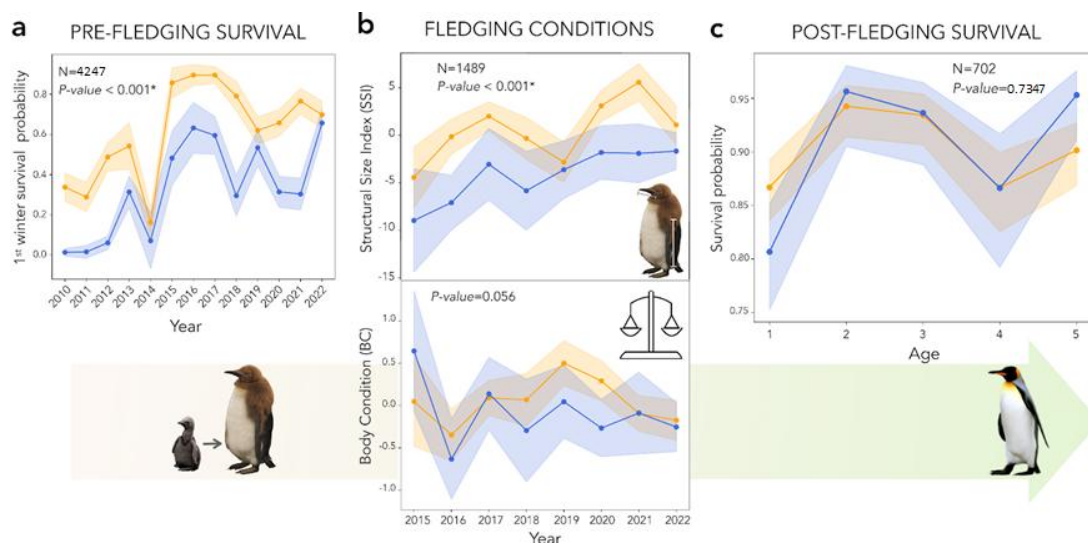 a PRE-FLEDGING SURVIVAL
N=4247
P-value < 0.001*
1st winter survival probability
0.8
0.6
0.4
0.2
0.0
2010 2011 2012 2013 2014 2015 2016 2017 2018 2019 2020 2021 2022
Year
b FLEDGING CONDITIONS
N=1489
P-value < 0.001*
Structural Size Index (SSI)
5
0
-5
-10
-15
P-value=0.056
Body Condition (BC)
1.0
0.5
0.0
-0.5
-1.0
2015 2016 2017 2018 2019 2020 2021 2022
Year
c POST-FLEDGING SURVIVAL
N=702
P-value=0.7347
Survival probability
0.95
0.90
0.85
0.80
0.75
1 2 3 4 5
Age